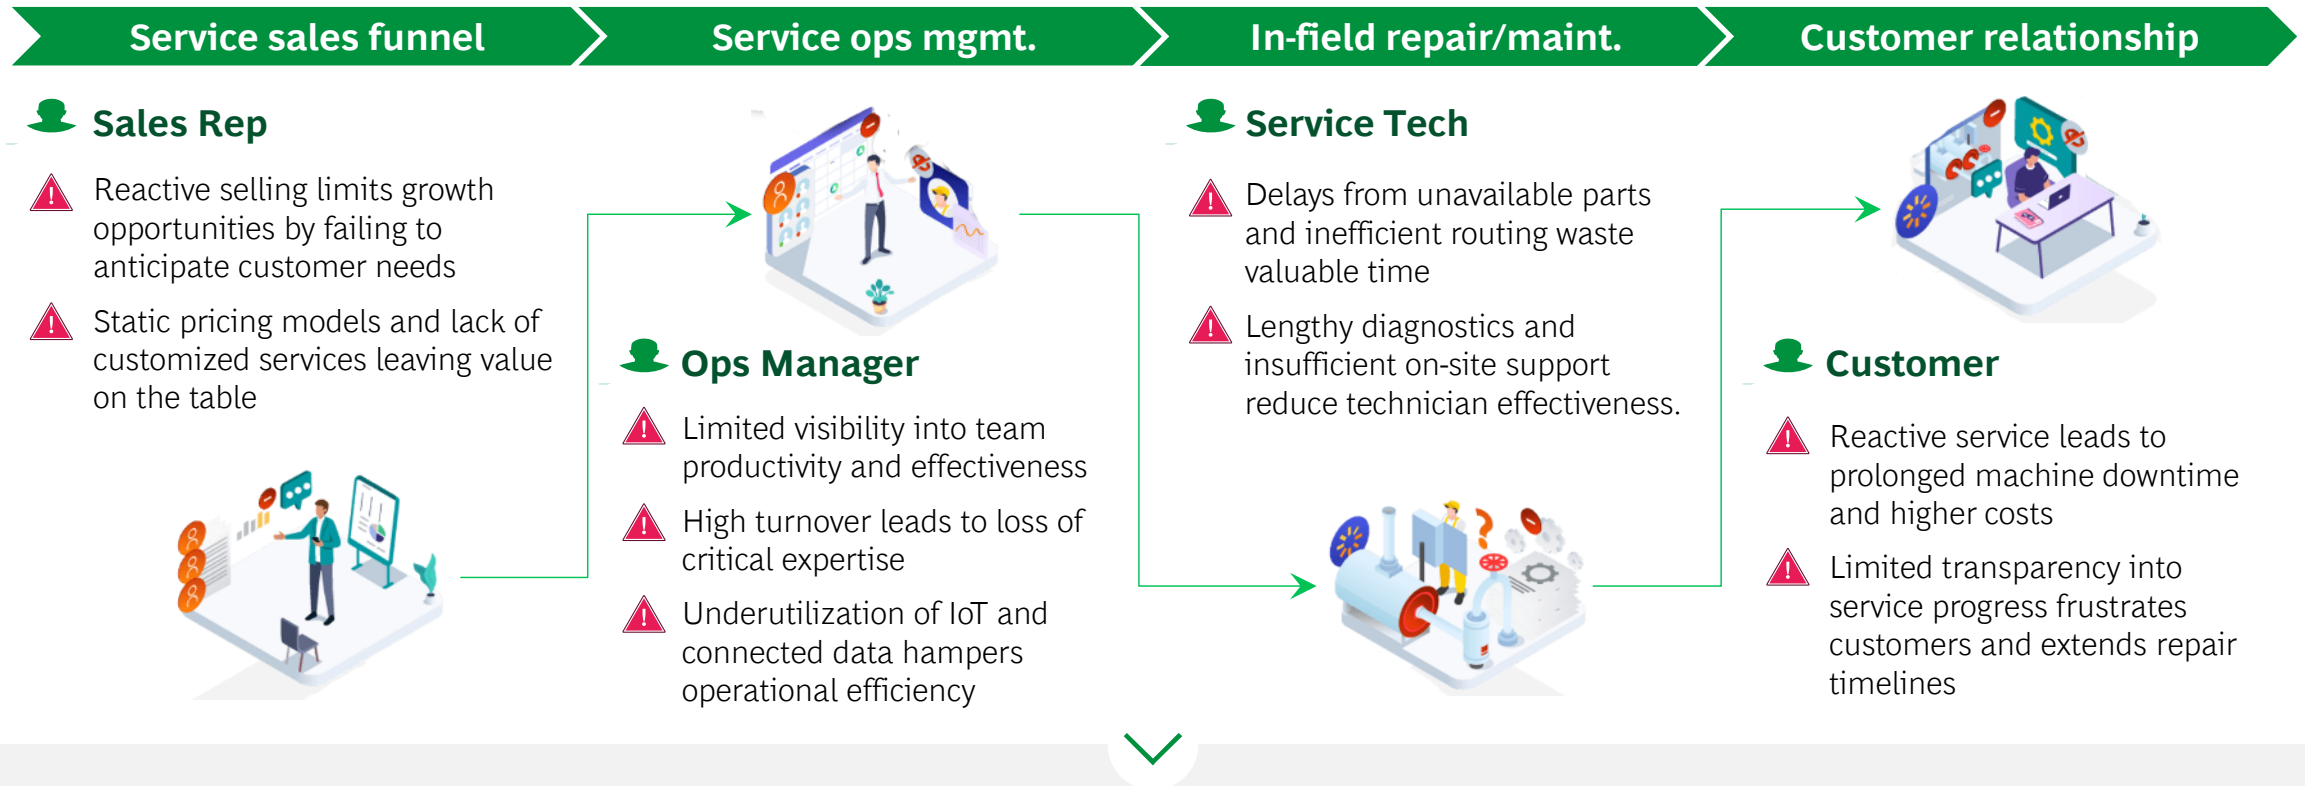 Service sales funnel
Service ops mgmt.
In-field repair/maint.
Customer relationship
Sales Rep
Reactive selling limits growth
opportunities by failing to
anticipate customer needs
Static pricing models and lack of
customized services leaving value
on the table
Ops Manager
Limited visibility into team
productivity and effectiveness
High turnover leads to loss of
critical expertise
Underutilization of IoT and
connected data hampers
operational efficiency
Service Tech
Delays from unavailable parts
and inefficient routing waste
valuable time
Lengthy diagnostics and
insufficient on-site support
reduce technician effectiveness.
Customer
Reactive service leads to
prolonged machine downtime
and higher costs
Limited transparency into
service progress frustrates
customers and extends repair
timelines